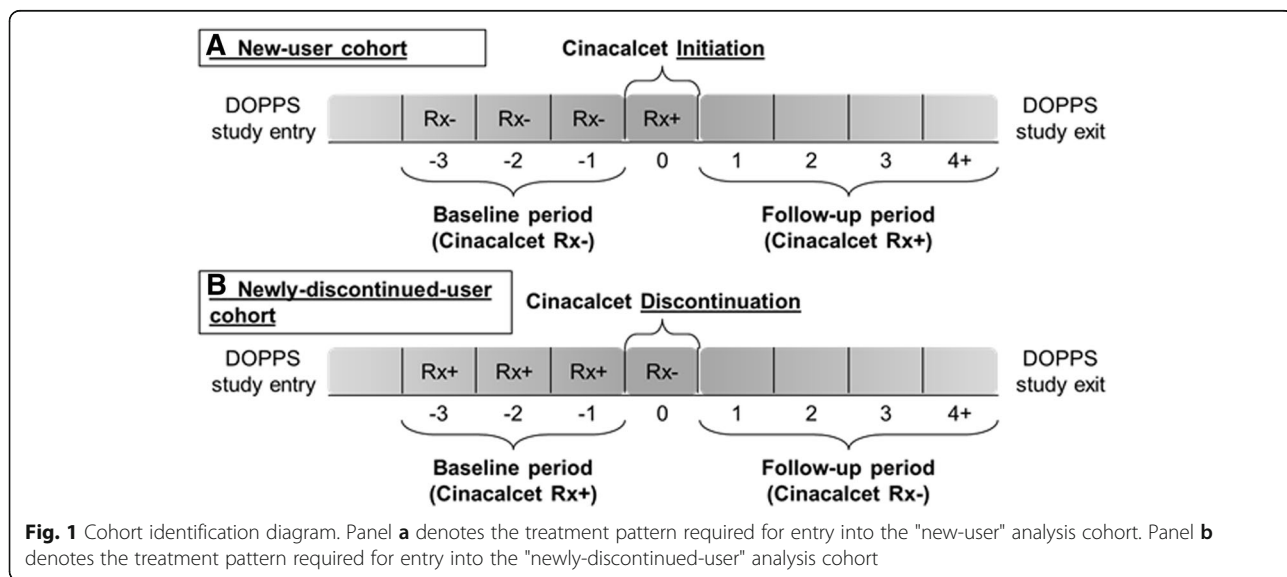 A New-user cohort
Cinacalcet Initiation
DOPPS
study entry
Rx- Rx- Rx- Rx+
DOPPS
study exit
-3 -2 -1 0 1 2 3 4+
Baseline period
(Cinacalcet Rx-)
Follow-up period
(Cinacalcet Rx+)
B Newly-discontinued-user
cohort
Cinacalcet Discontinuation
DOPPS
study entry
Rx+ Rx+ Rx+ Rx-
DOPPS
study exit
-3 -2 -1 0 1 2 3 4+
Baseline period
(Cinacalcet Rx+)
Follow-up period
(Cinacalcet Rx-)
Fig. 1 Cohort identification diagram. Panel a denotes the treatment pattern required for entry into the "new-user" analysis cohort. Panel b
denotes the treatment pattern required for entry into the "newly-discontinued-user" analysis cohort